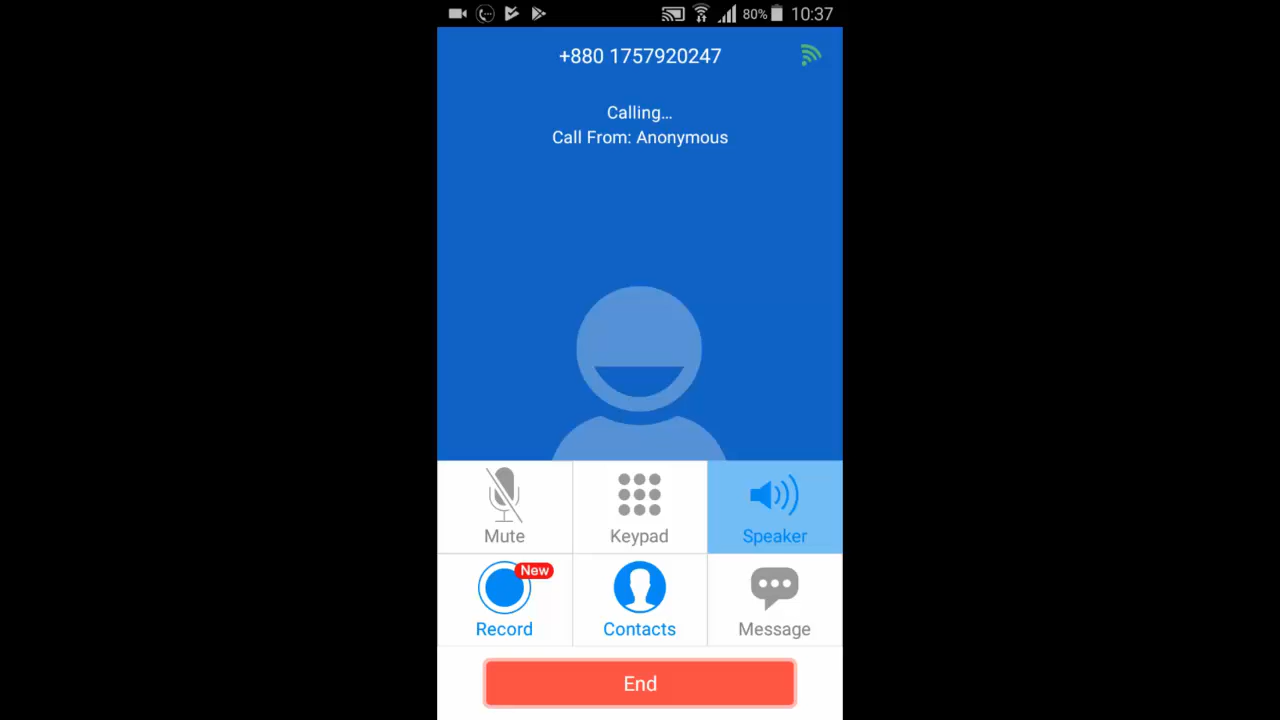 80% 10:37
+880 1757920247
Calling...
Call From: Anonymous
Mute Keypad Speaker
New
Record Contacts Message
End